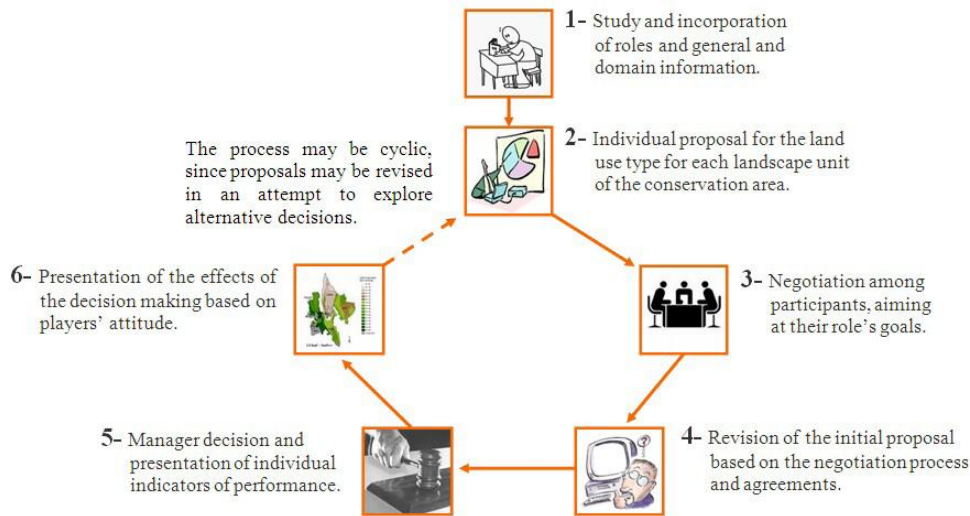 1- Study and incorporation
of roles and general and
domain information.
2- Individual proposal for the land
use type for each landscape unit
of the conservation area.
The process may be cyclic,
since proposals may be revised
in an attempt to explore
alternative decisions.
3- Negotiation among
participants, aiming
at their role's goals.
4- Revision of the initial proposal
based on the negotiation process
and agreements.
5- Manager decision and
presentation of individual
indicators of performance.
6- Presentation of the effects of
the decision making based on
players' attitude.